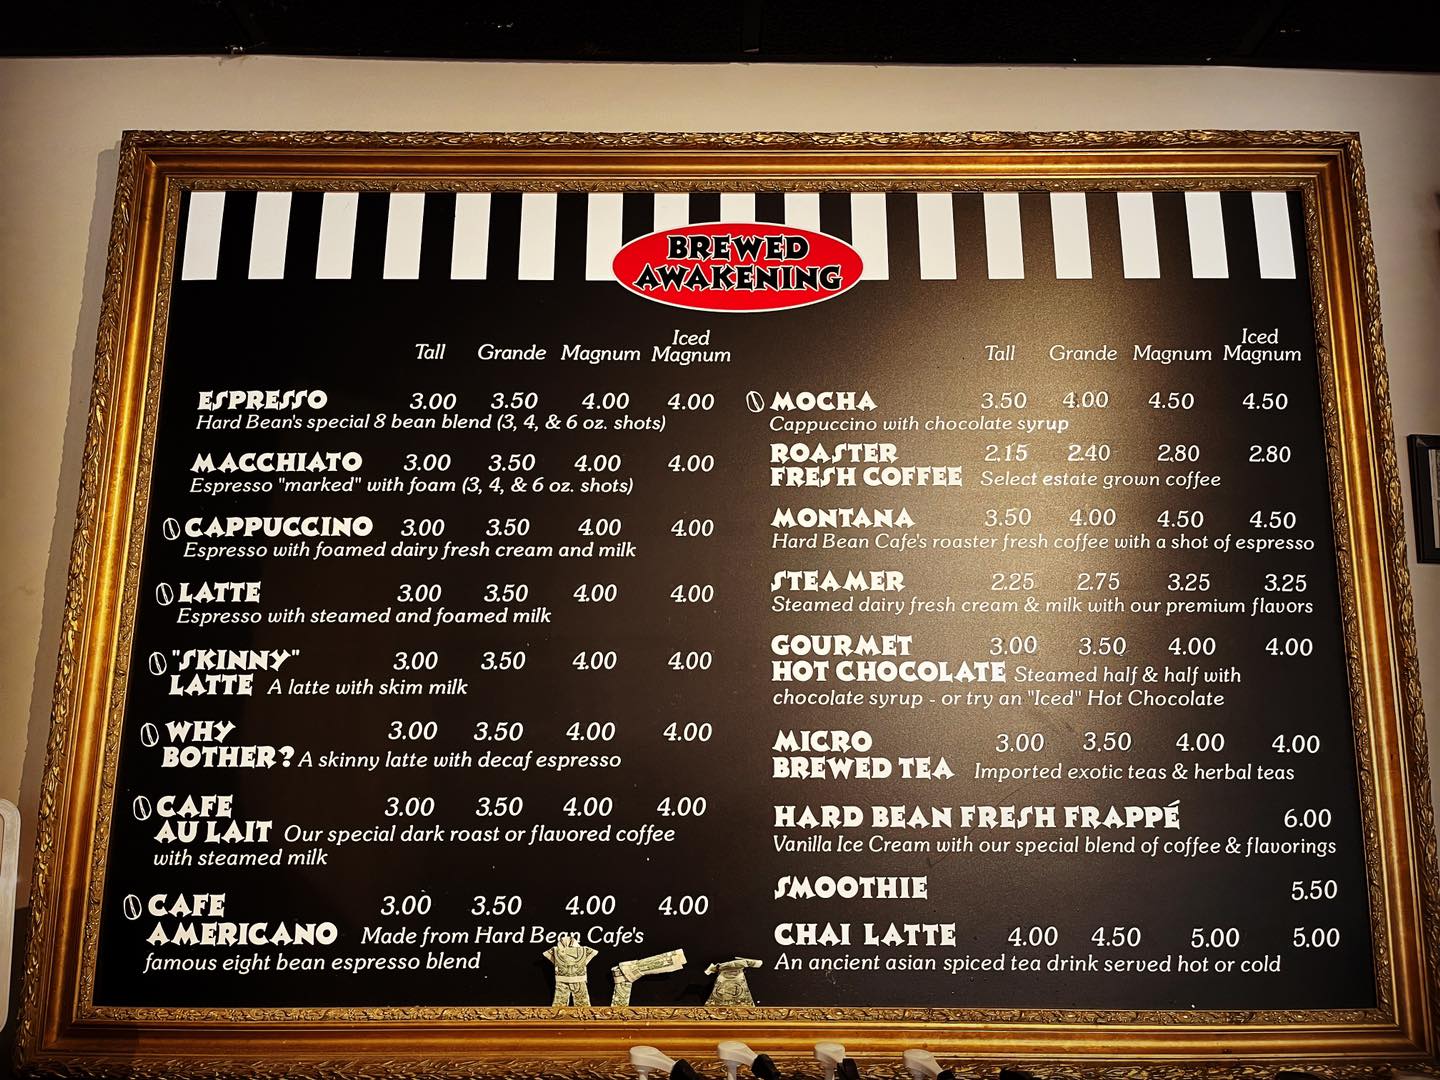 BREWED
AWAKENING
Tall Grande Magnum Iced Magnum
ESPRESSO 3.00 3.50 4.00 4.00
Hard Bean's special 8 bean blend (3, 4, & 6 oz. shots)
MACCHIATO 3.00 3.50 4.00 4.00
Espresso "marked" with foam (3, 4, & 6 oz. shots)
CAPPUCCINO 3.00 3.50 4.00 4.00
Espresso with foamed dairy fresh cream and milk
LATTE 3.00 3.50 4.00 4.00
Espresso with steamed and foamed milk
"SKINNY" 3.00 3.50 4.00 4.00
LATTE A latte with skim milk
WHY 3.00 3.50 4.00 4.00
BOTHER? A skinny latte with decaf espresso
CAFE 3.00 3.50 4.00 4.00
AU LAIT Our special dark roast or flavored coffee
with steamed milk
CAFE 3.00 3.50 4.00 4.00
AMERICANO Made from Hard Bean Cafe's
famous eight bean espresso blend
Tall Grande Magnum Iced Magnum
MOCHA 3.50 4.00 4.50 4.50
Cappuccino with chocolate syrup
ROASTER 2.15 2.40 2.80 2.80
FRESH COFFEE Select estate grown coffee
MONTANA 3.50 4.00 4.50 4.50
Hard Bean Cafe's roaster fresh coffee with a shot of espresso
STEAMER 2.25 2.75 3.25 3.25
Steamed dairy fresh cream & milk with our premium flavors
GOURMET 3.00 3.50 4.00 4.00
HOT CHOCOLATE Steamed half & half with
chocolate syrup - or try an "Iced" Hot Chocolate
MICRO 3.00 3.50 4.00 4.00
BREWED TEA Imported exotic teas & herbal teas
HARD BEAN FRESH FRAPPÉ 6.00
Vanilla Ice Cream with our special blend of coffee & flavorings
SMOOTHIE 5.50
CHAI LATTE 4.00 4.50 5.00 5.00
An ancient asian spiced tea drink served hot or cold